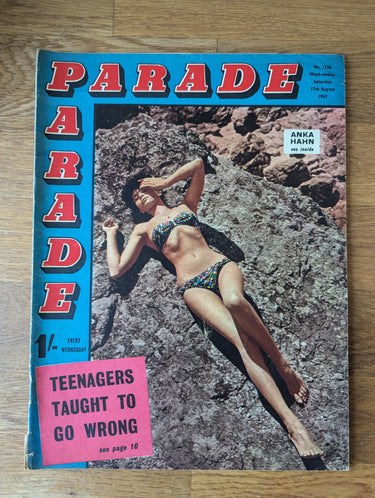 PARADE
PARADE
No. 1236
Week-ending
Saturday
17th August
1963
ANKA
HAHN
see inside
1/-
EVERY
WEDNESDAY
TEENAGERS
TAUGHT TO
GO WRONG
see page 10